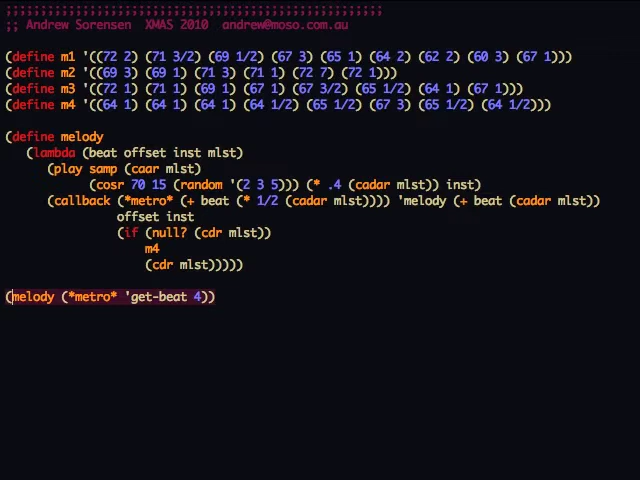 ;;;;;;;;;;;;;;;;;;;;;;;;;;;;;;;;;;;;;;;;;;;;;;;;;;;;;;
;; Andrew Sorensen  XMAS 2010  andrew@moso.com.au
(define m1 '((72 2) (71 3/2) (69 1/2) (67 3) (65 1) (64 2) (62 2) (60 3) (67 1)))
(define m2 '((69 3) (69 1) (71 3) (71 1) (72 7) (72 1)))
(define m3 '((72 1) (71 1) (69 1) (67 1) (67 3/2) (65 1/2) (64 1) (67 1)))
(define m4 '((64 1) (64 1) (64 1) (64 1/2) (65 1/2) (67 3) (65 1/2) (64 1/2)))
(define melody
(lambda (beat offset inst mlst)
(play samp (caar mlst)
(cosr 70 15 (random '(2 3 5))) (* .4 (cadar mlst)) inst)
(callback (*metro* (+ beat (* 1/2 (cadar mlst)))) 'melody (+ beat (cadar mlst))
offset inst
(if (null? (cdr mlst))
m4
(cdr mlst)))))
(melody (*metro* 'get-beat 4))